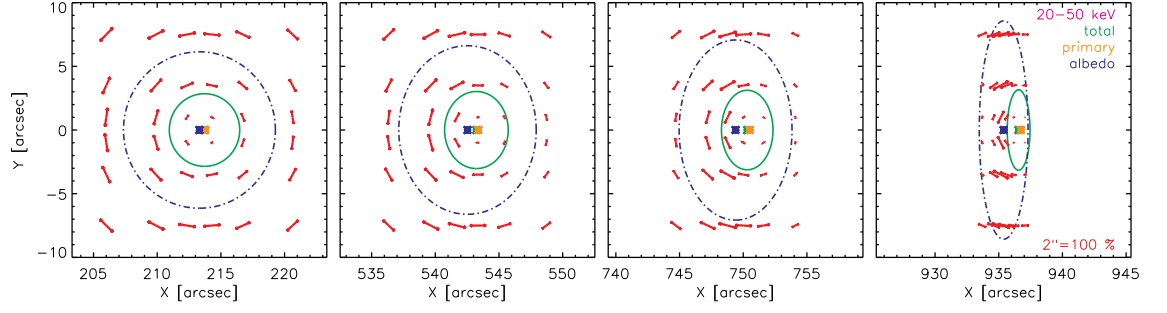 10
5
0
−5
−10
Y [arcsec]
205 210 215 220
X [arcsec]
535 540 545 550
X [arcsec]
740 745 750 755
X [arcsec]
20−50 keV
total
primary
albedo
2''=100 %
930 935 940 945
X [arcsec]